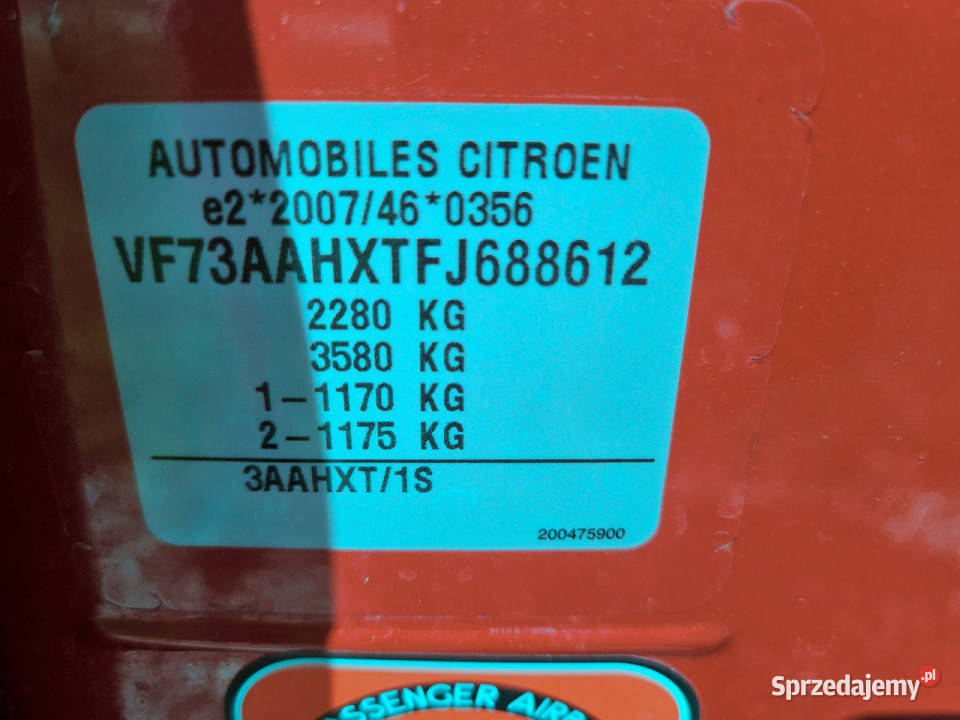 AUTOMOBILES CITROEN
e2*2007/46*0356
VF73AAHXTFJ688612
2280 KG
3580 KG
1-1170 KG
2-1175 KG
3AAHXT/1S
200475900
Sprzedajemy.pl